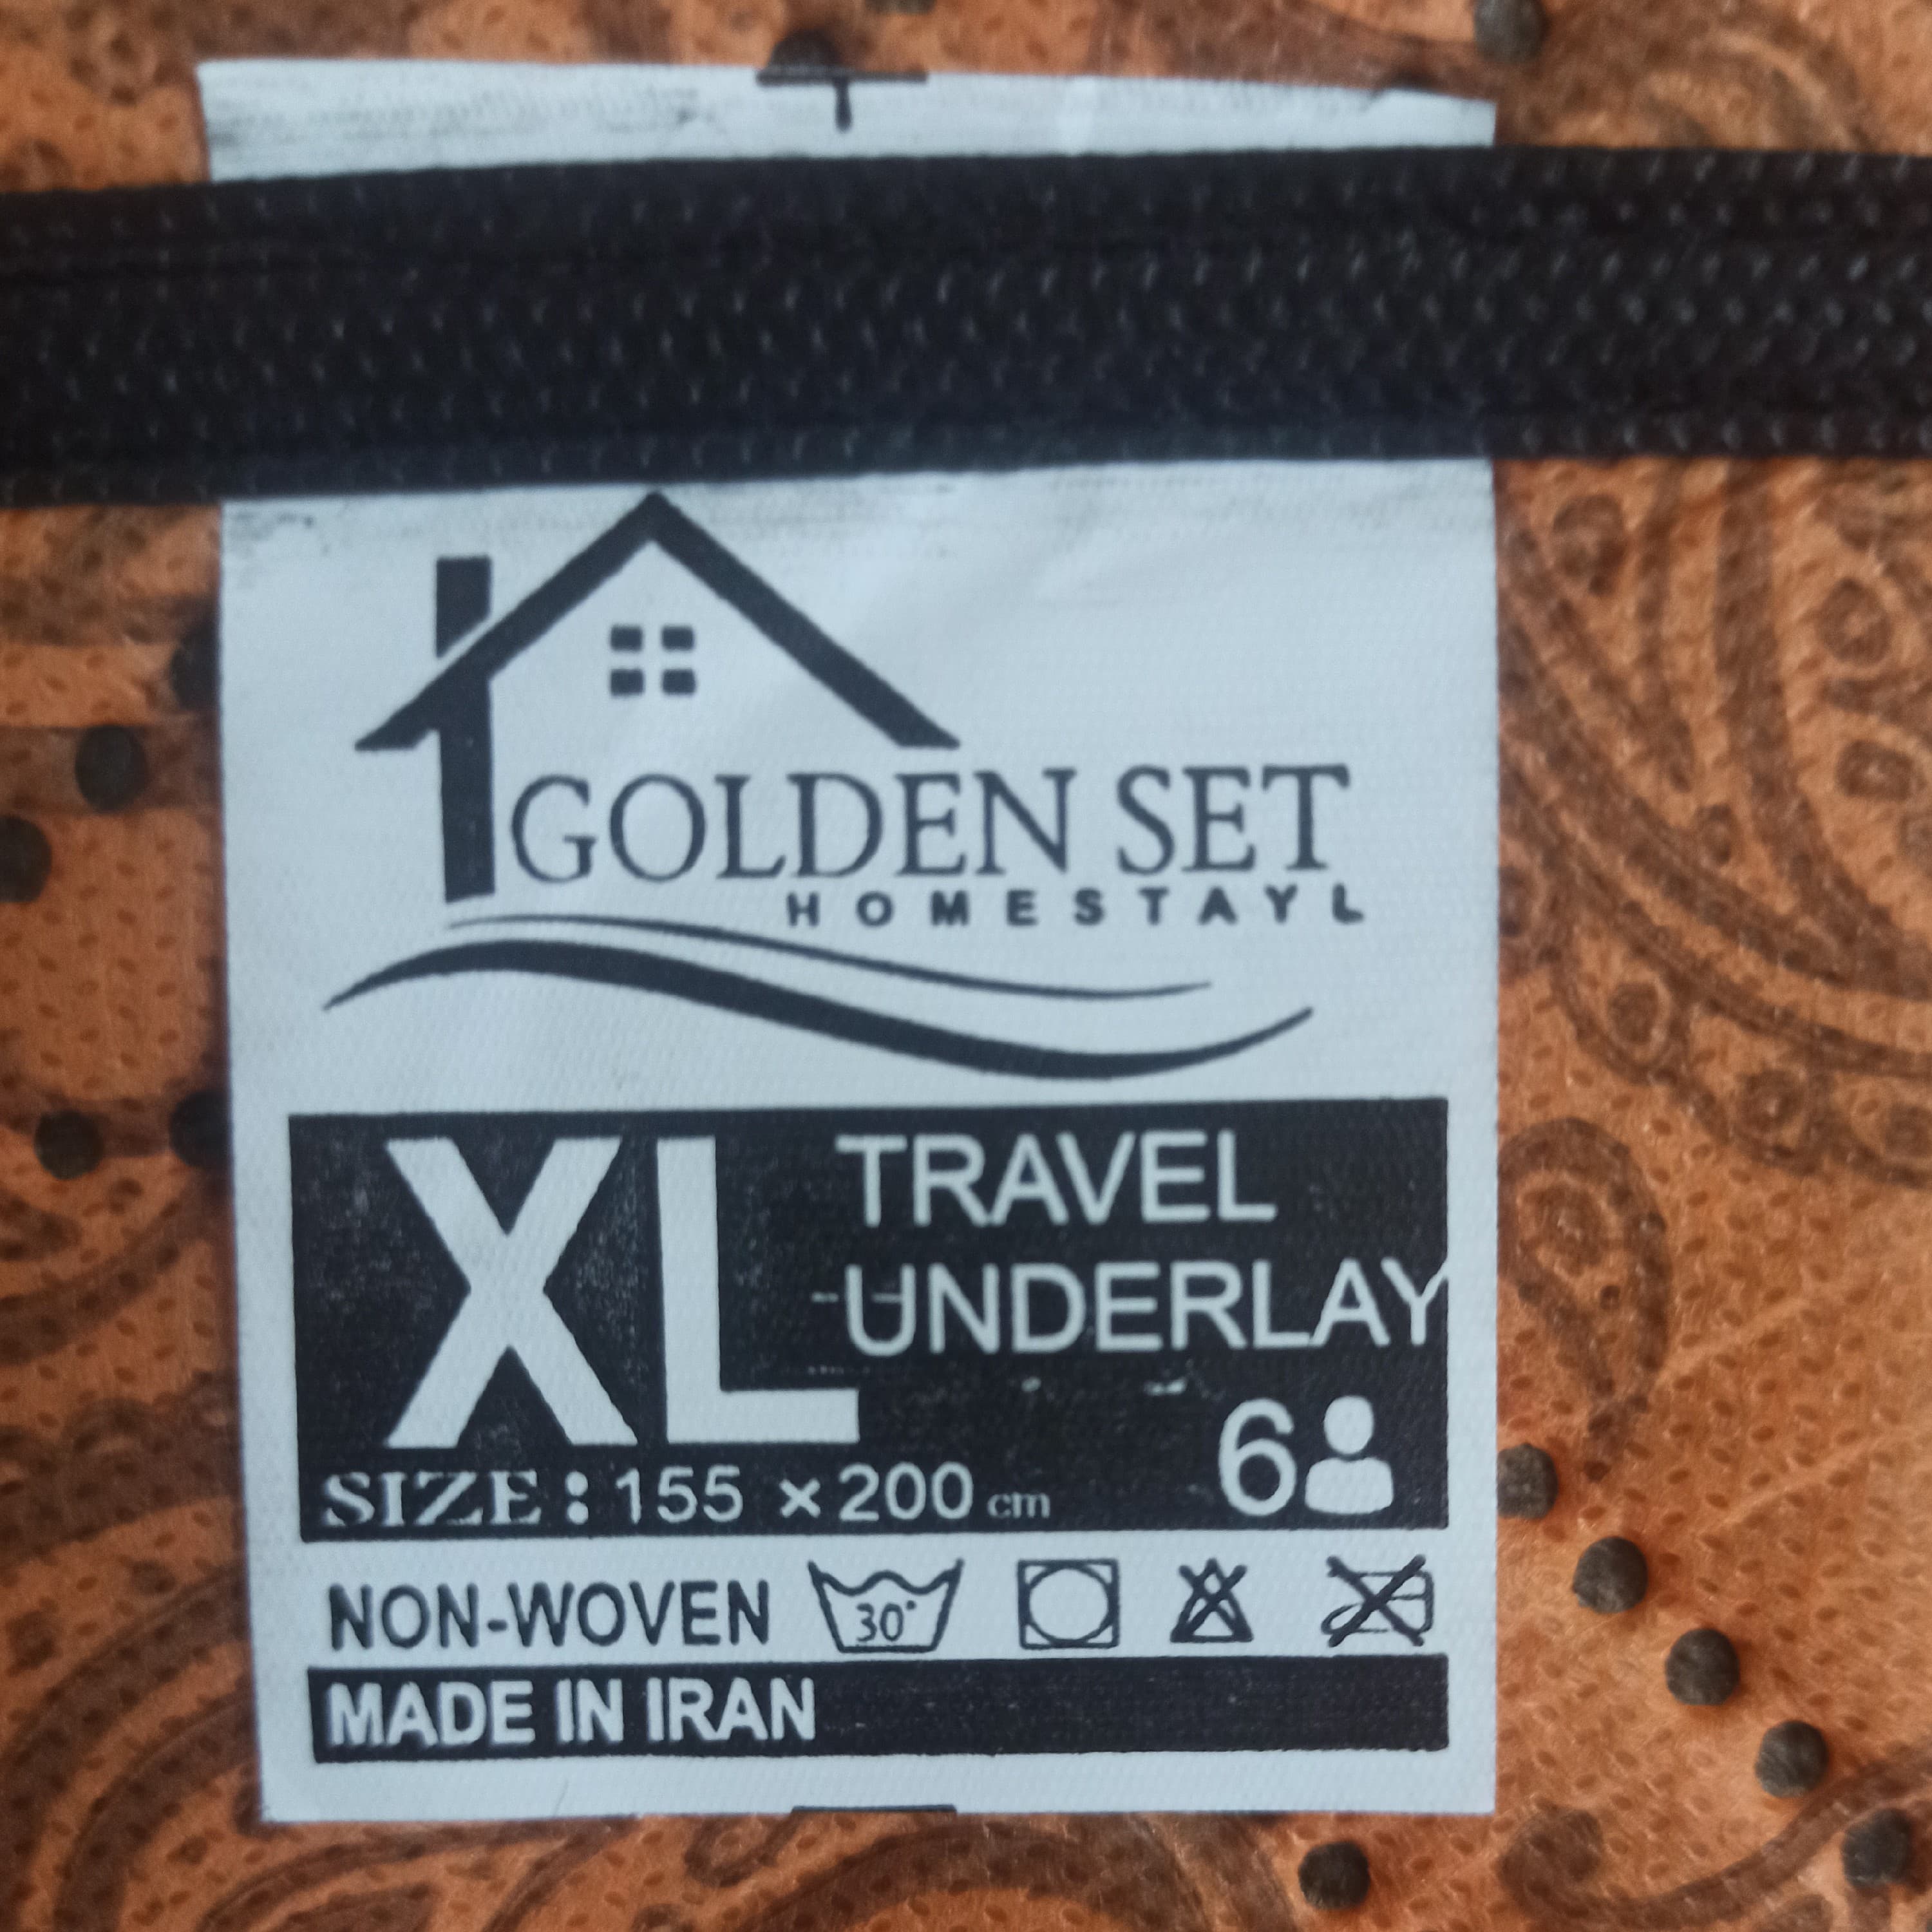 GOLDEN SET
HOMESTAYL
XL
TRAVEL
UNDERLAY
6
SIZE: 155 × 200 cm
NON-WOVEN 30°
MADE IN IRAN